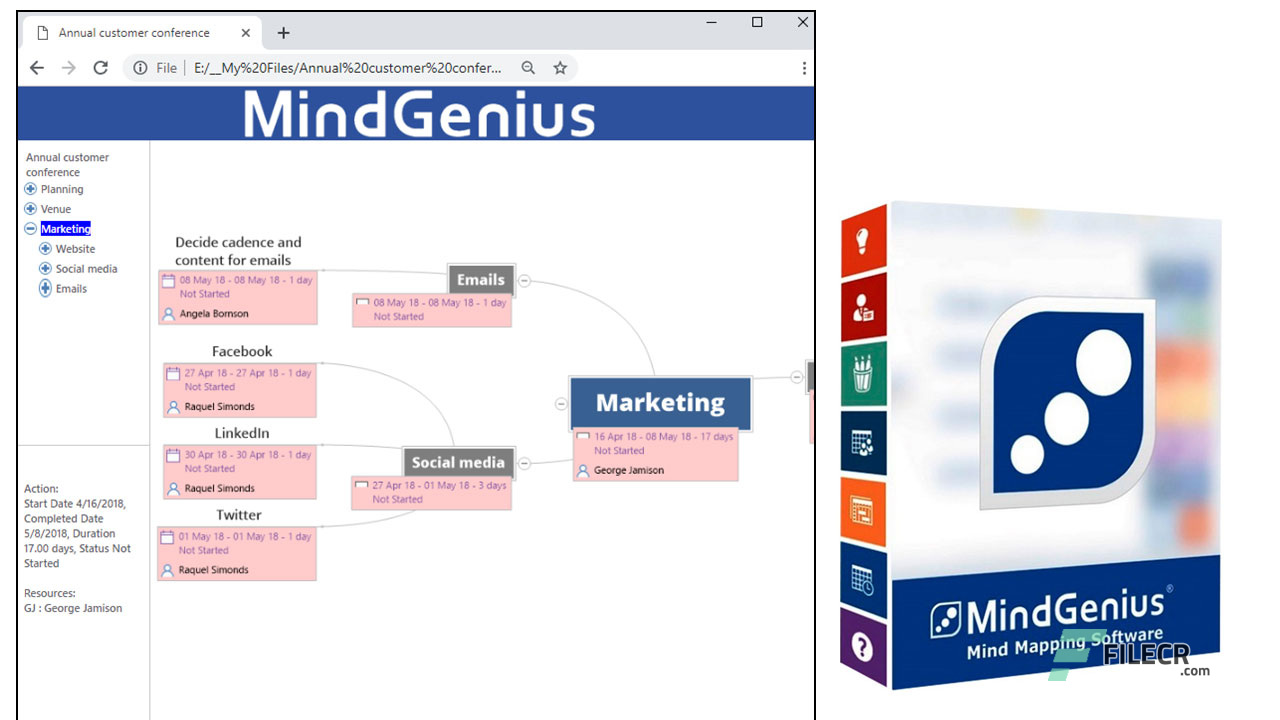 Annual customer conference
File
E:/__My%20Files/Annual%20customer%20confer...
MindGenius
Annual customer
conference
Planning
Venue
Marketing
Website
Social media
Emails
Action:
Start Date 4/16/2018,
Completed Date
5/8/2018, Duration
17.00 days, Status Not
Started
Resources:
GJ : George Jamison
Decide cadence and
content for emails
08 May 18 - 08 May 18 - 1 day
Not Started
Angela Bornson
Emails
08 May 18 - 08 May 18 - 1 day
Not Started
Facebook
27 Apr 18 - 27 Apr 18 - 1 day
Not Started
Raquel Simonds
LinkedIn
30 Apr 18 - 30 Apr 18 - 1 day
Not Started
Raquel Simonds
Social media
27 Apr 18 - 01 May 18 - 3 days
Not Started
Twitter
01 May 18 - 01 May 18 - 1 day
Not Started
Raquel Simonds
Marketing
16 Apr 18 - 08 May 18 - 17 days
Not Started
George Jamison
MindGenius®
Mind Mapping Software
FILECR
.com